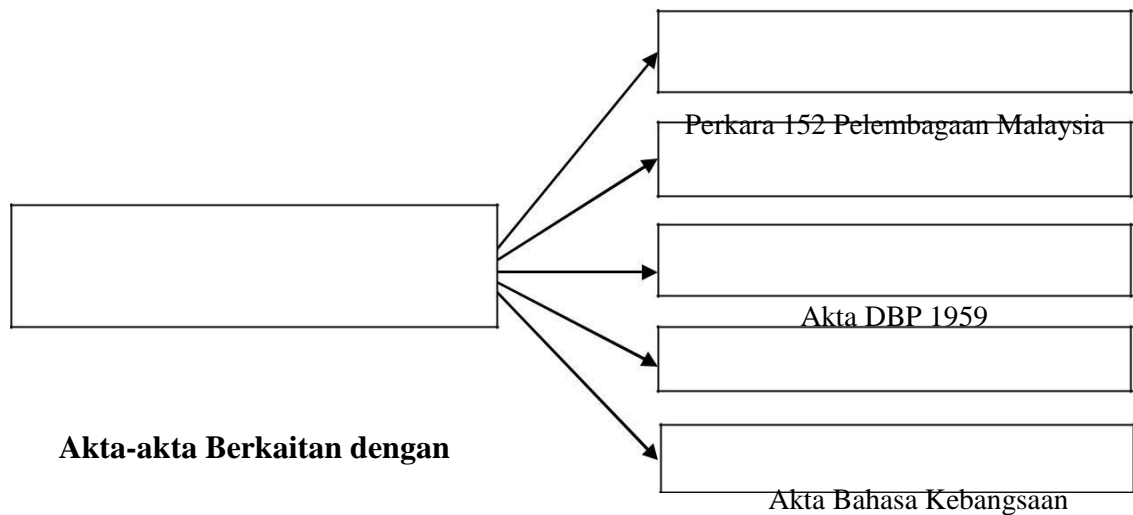 Perkara 152 Pelembagaan Malaysia
Akta DBP 1959
Akta-akta Berkaitan dengan
Akta Bahasa Kebangsaan